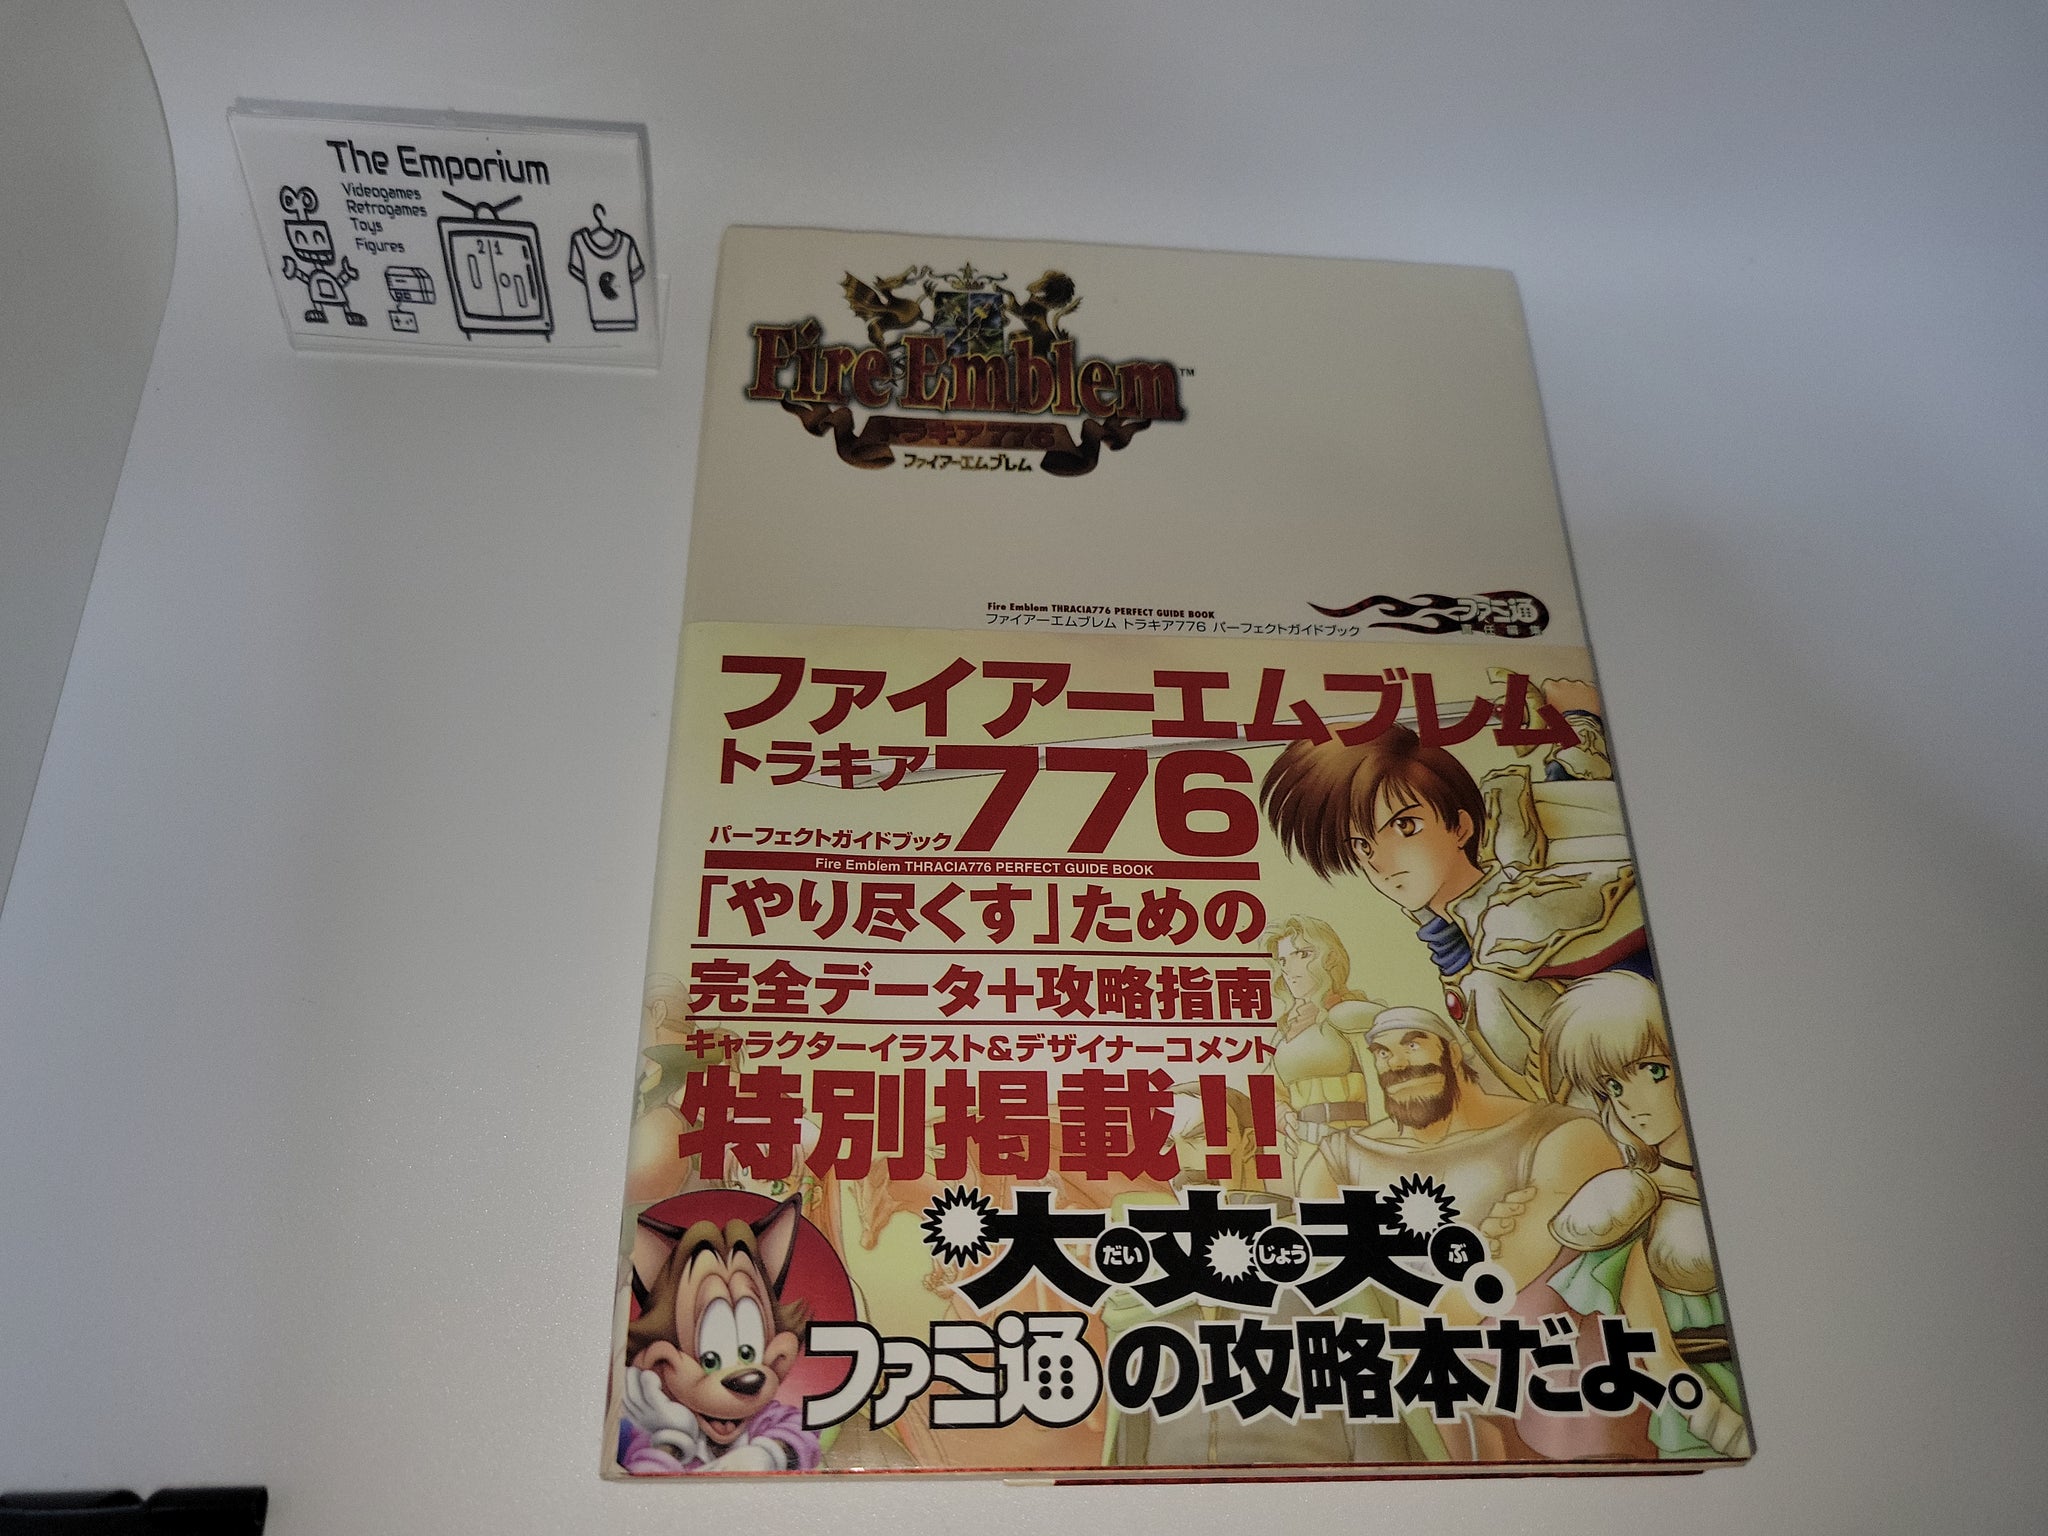 The Emporium
Videogames
Retrogames
Toys
Figures
21
Fire Emblem™
トラキア776
ファイアーエムブレム
Fire Emblem THRACIA776 PERFECT GUIDE BOOK
ファイアーエムブレム トラキア776 パーフェクトガイドブック
ファミ通
責任編集
ファイアーエムブレム
トラキア776
パーフェクトガイドブック
Fire Emblem THRACIA776 PERFECT GUIDE BOOK
「やり尽くす」ための
完全データ+攻略指南
キャラクターイラスト&デザイナーコメント
特別掲載!!
大丈夫。
だい じょう ぶ
ファミ通の攻略本だよ。